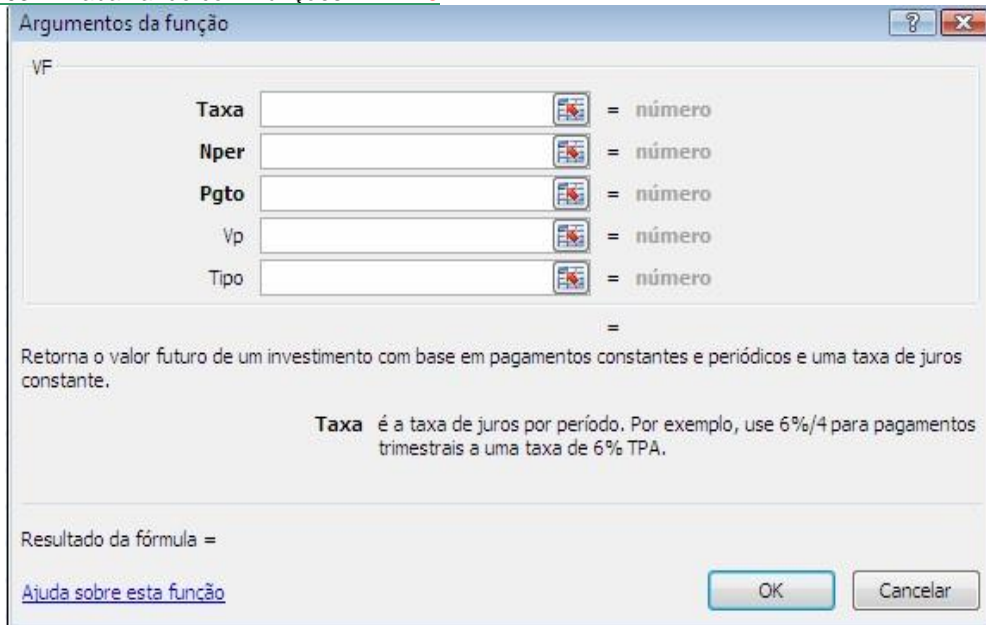 Argumentos da função
VF
Taxa = número
Nper = número
Pgto = número
Vp = número
Tipo = número
=
Retorna o valor futuro de um investimento com base em pagamentos constantes e periódicos e uma taxa de juros
constante.
Taxa é a taxa de juros por período. Por exemplo, use 6%/4 para pagamentos
trimestrais a uma taxa de 6% TPA.
Resultado da fórmula =
Ajuda sobre esta função
OK Cancelar